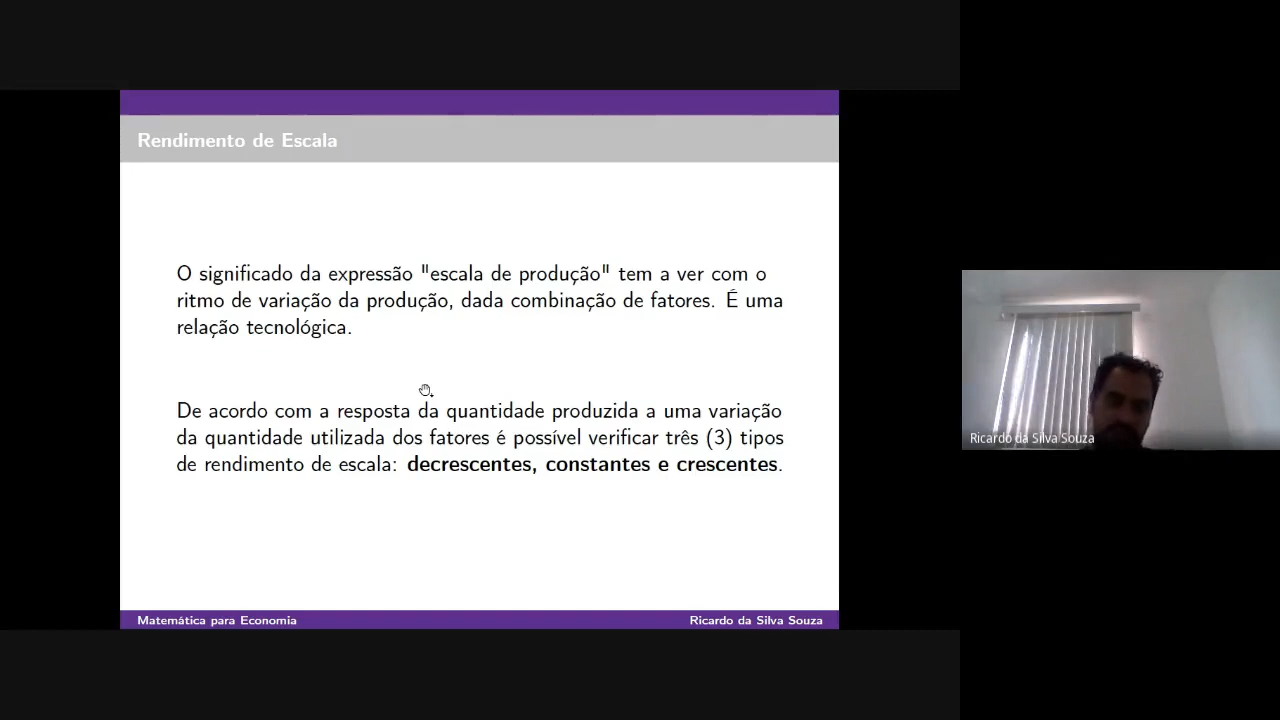 Rendimento de Escala
O significado da expressão "escala de produção" tem a ver com o
ritmo de variação da produção, dada combinação de fatores. É uma
relação tecnológica.
De acordo com a resposta da quantidade produzida a uma variação
da quantidade utilizada dos fatores é possível verificar três (3) tipos
de rendimento de escala: decrescentes, constantes e crescentes.
Matemática para Economia
Ricardo da Silva Souza
Ricardo da Silva Souza